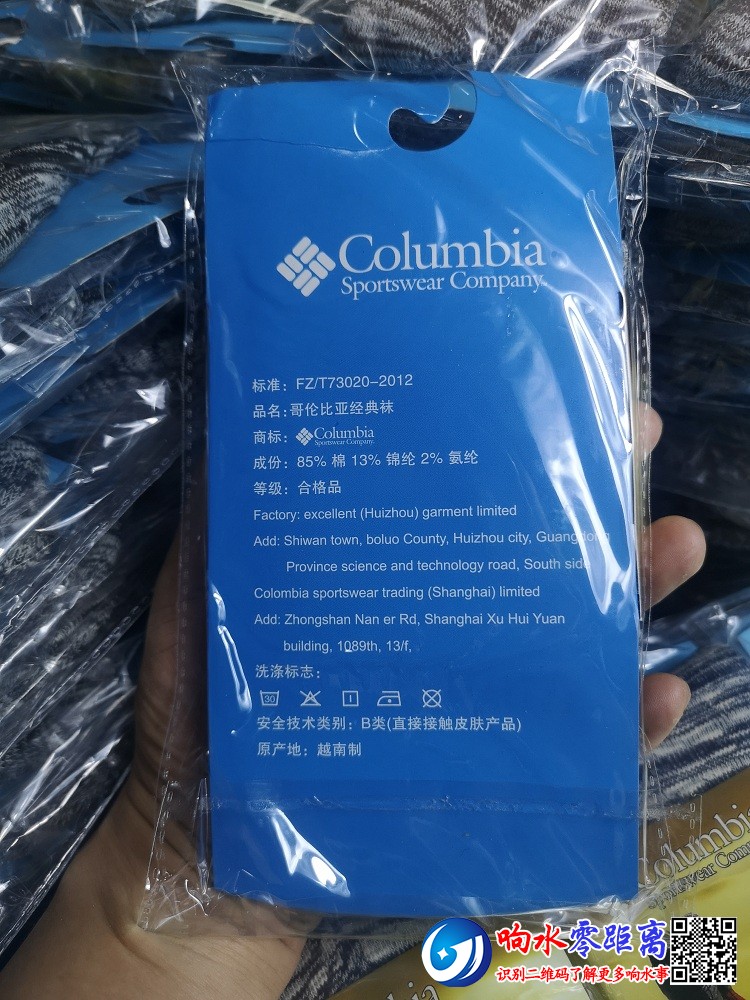 Columbia
Sportswear Company
标准：FZ/T73020-2012
品名:哥伦比亚经典袜
商标：Columbia
Sportswear Company.
成份：85% 棉 13% 锦纶 2% 氨纶
等级：合格品
Factory: excellent (Huizhou) garment limited
Add: Shiwan town, boluo County, Huizhou city, Guangdong
Province science and technology road, South side
Colombia sportswear trading (Shanghai) limited
Add: Zhongshan Nan er Rd, Shanghai Xu Hui Yuan
building, 1089th, 13/f,
洗涤标志：
30
安全技术类别：B类(直接接触皮肤产品)
原产地：越南制
Columbia
Sportswear Comp
响水零距离
识别二维码了解更多响水事